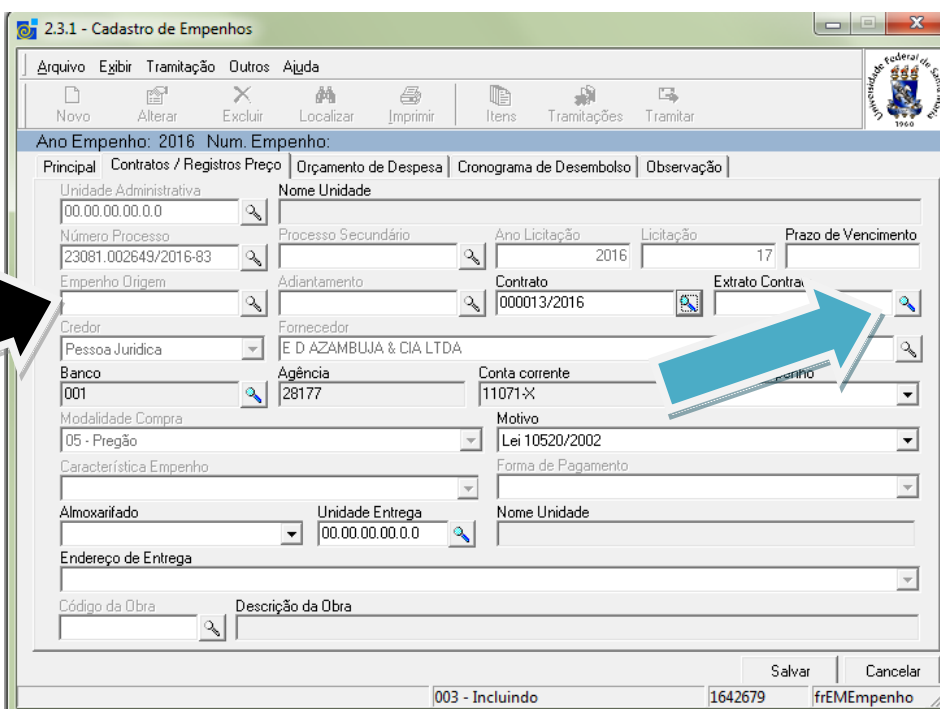 2.3.1 - Cadastro de Empenhos
Arquivo Exibir Tramitação Outros Ajuda
Novo Alterar Excluir Localizar Imprimir Itens Tramitações Tramitar
Universidade Federal de Santa Maria
1960
Ano Empenho: 2016 Num. Empenho:
Principal Contratos / Registros Preço Orçamento de Despesa Cronograma de Desembolso Observação
Unidade Administrativa Nome Unidade
00.00.00.00.0.0
Número Processo Processo Secundário Ano Licitação Licitação Prazo de Vencimento
23081.002649/2016-83 2016 17
Empenho Origem Adiantamento Contrato Extrato
000013/2016
Credor Fornecedor
Pessoa Juridica E D AZAMBUJA & CIA LTDA
Banco Agência Conta corrente
001 28177 11071-X
Modalidade Compra Motivo
05 - Pregão Lei 10520/2002
Característica Empenho Forma de Pagamento
Almoxarifado Unidade Entrega Nome Unidade
00.00.00.00.0.0
Endereço de Entrega
Código da Obra Descrição da Obra
Salvar Cancelar
003 - Incluindo 1642679 frEMEmpenho